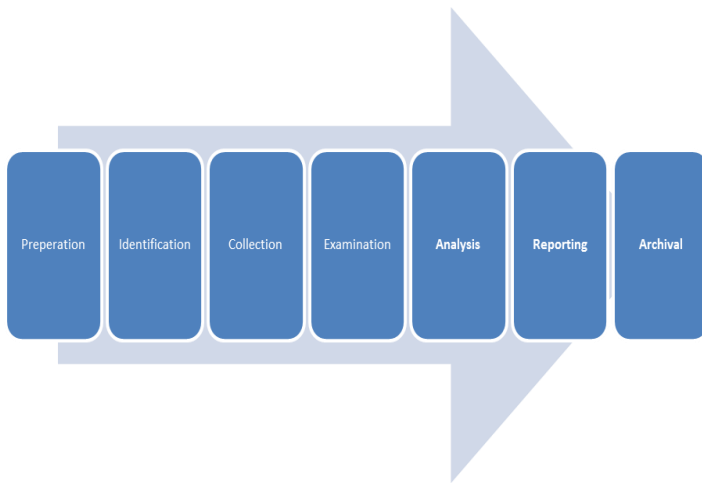 Preperation
Identification
Collection
Examination
Analysis
Reporting
Archival